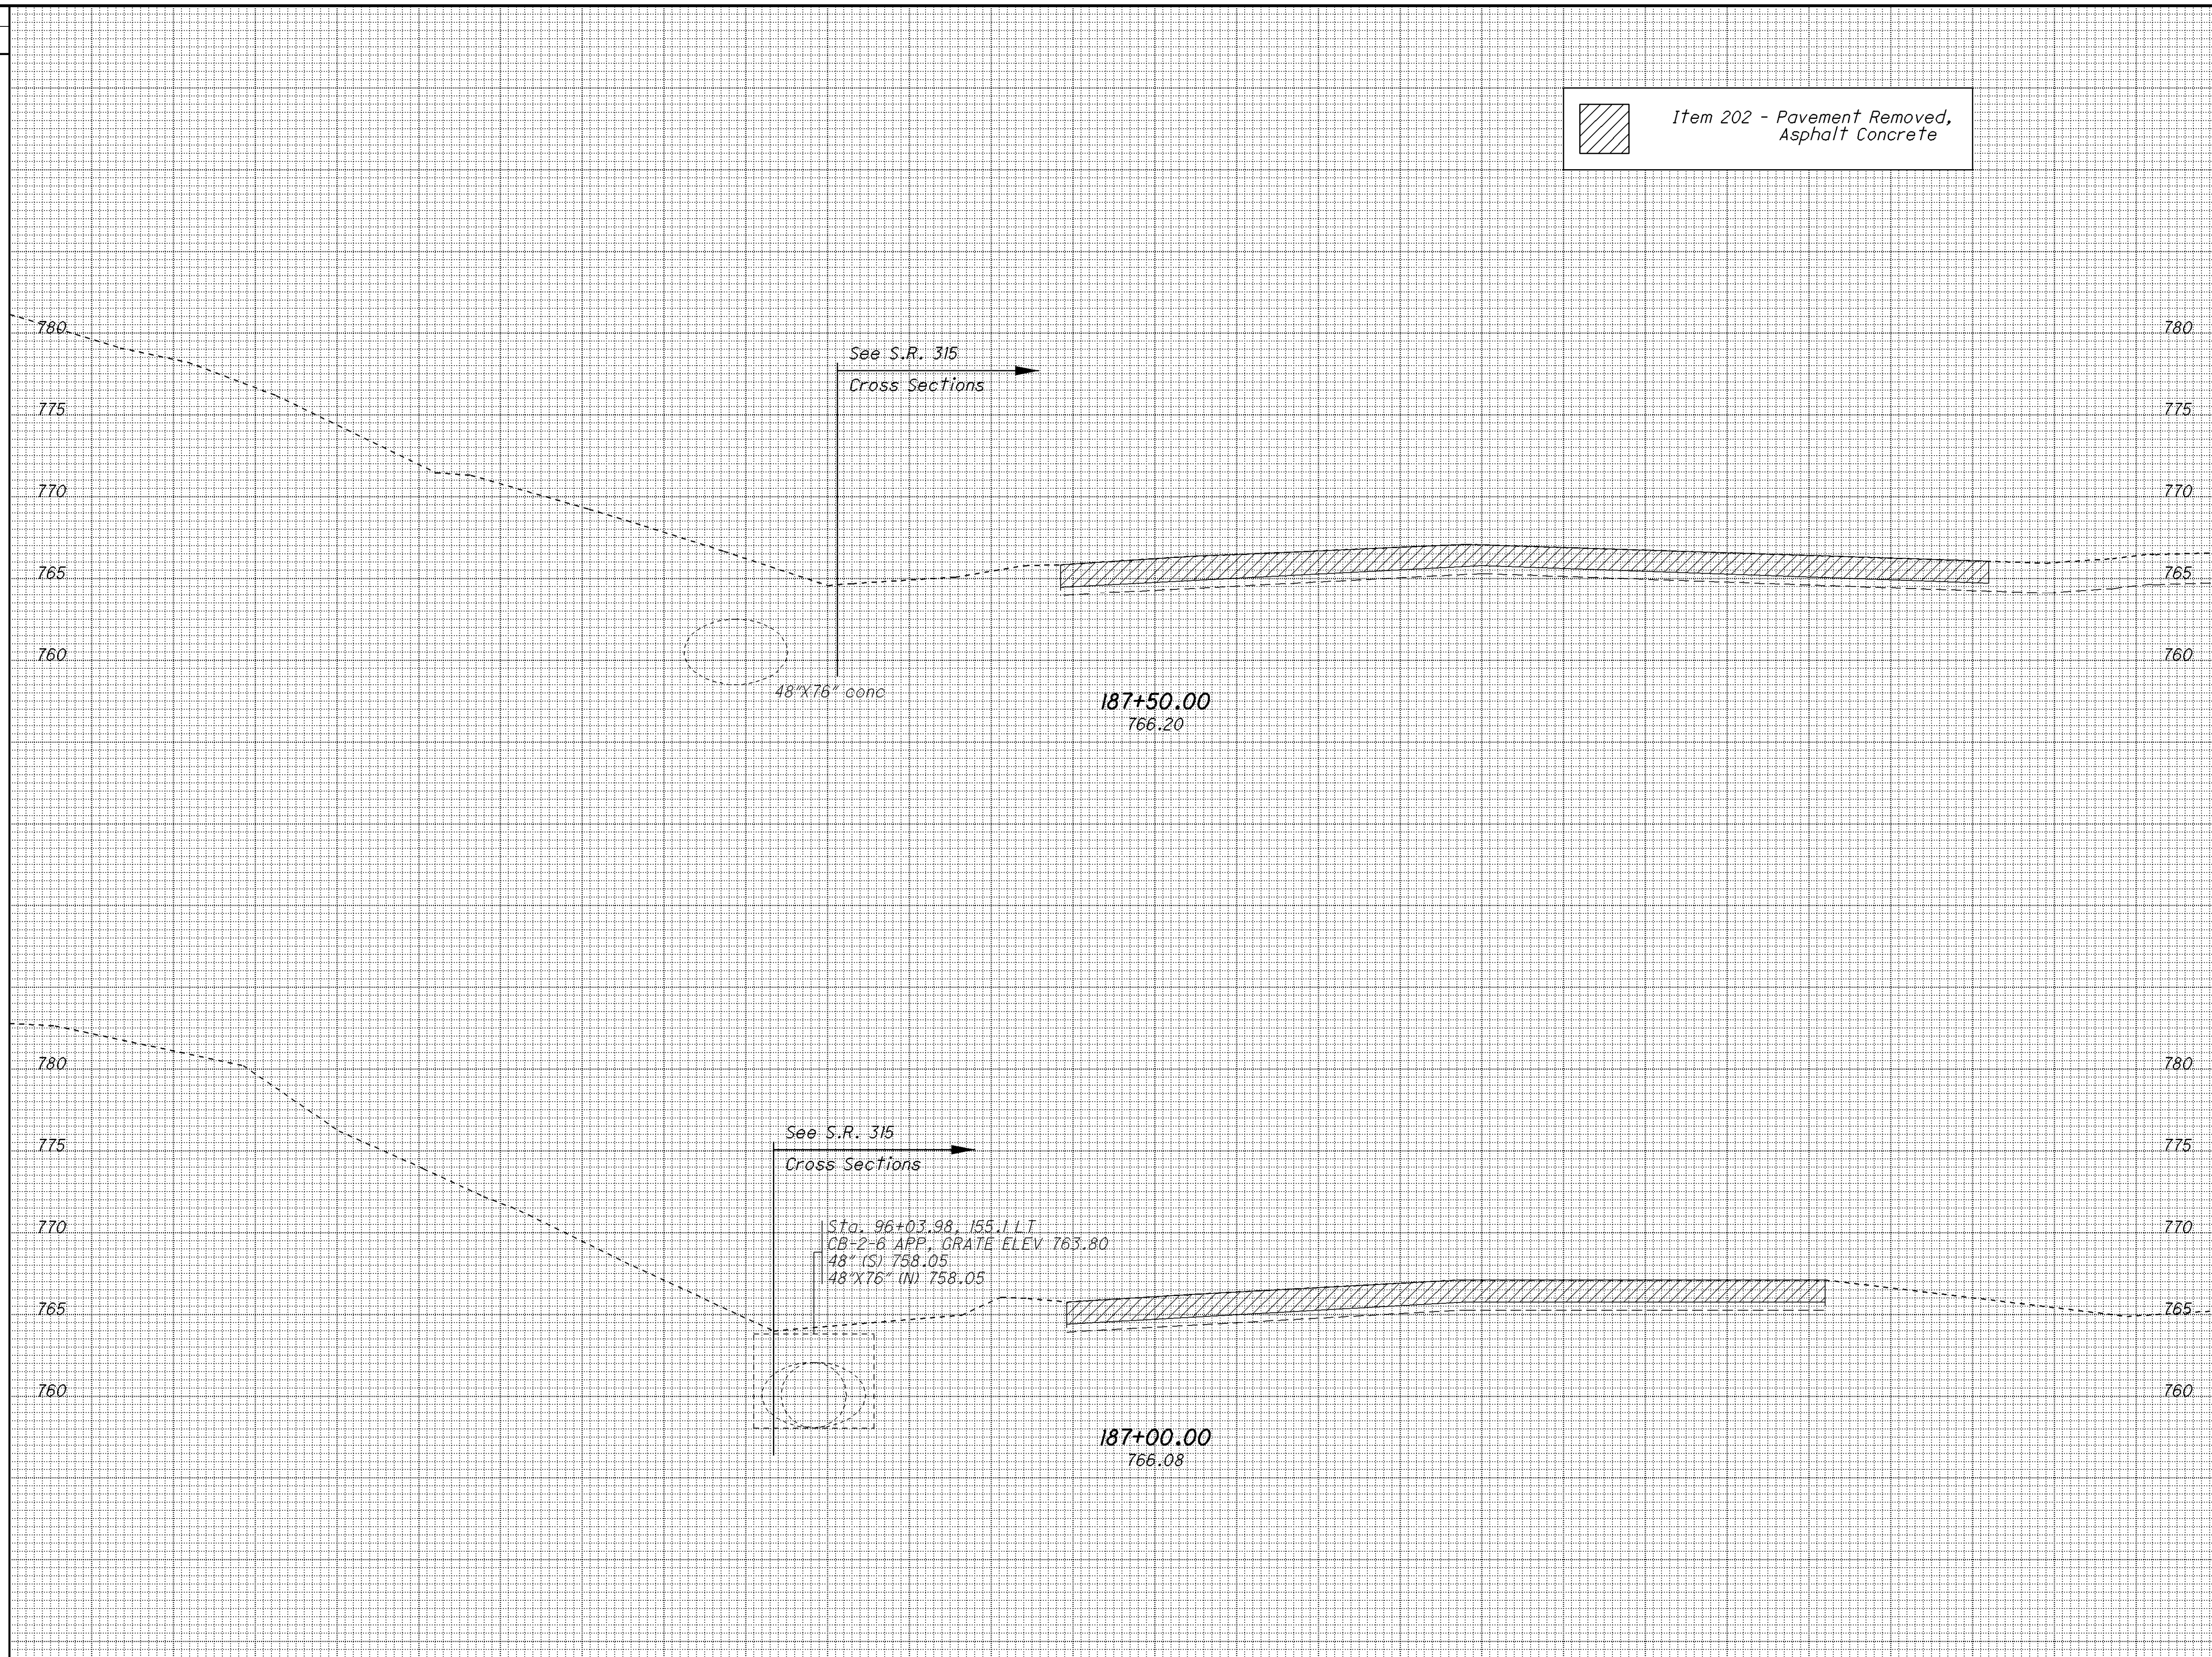 Item 202 - Pavement Removed,
Asphalt Concrete
780 780
See S.R. 315
Cross Sections
775 775
770 770
765 765
760 760
48"X76" conc
187+50.00
766.20
780 780
See S.R. 315
775 775
Cross Sections
770 770
Sta. 96+03.98, 155.1 LT
CB-2-6 APP, GRATE ELEV 763.80
48" (S) 758.05
48"X76" (N) 758.05
765 765
760 760
187+00.00
766.08